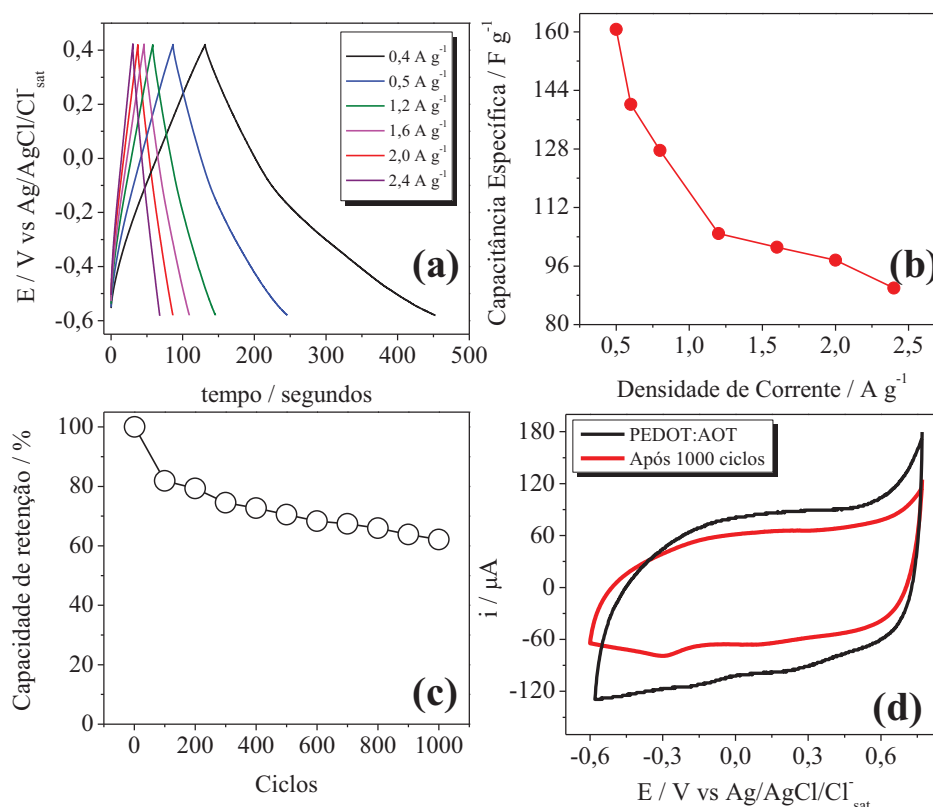 (a)
E / V vs Ag/AgCl/Cl⁻sat
0,4
0,2
0,0
-0,2
-0,4
-0,6
0,4 A g⁻¹
0,5 A g⁻¹
1,2 A g⁻¹
1,6 A g⁻¹
2,0 A g⁻¹
2,4 A g⁻¹
0 100 200 300 400 500
tempo / segundos
(b)
Capacitância Específica / F g⁻¹
160
144
128
112
96
80
0,5 1,0 1,5 2,0 2,5
Densidade de Corrente / A g⁻¹
(c)
Capacidade de retenção / %
100
80
60
40
20
0
0 200 400 600 800 1000
Ciclos
(d)
i / µA
180
120
60
0
-60
-120
PEDOT:AOT
Após 1000 ciclos
-0,6 -0,3 0,0 0,3 0,6
E / V vs Ag/AgCl/Cl⁻sat